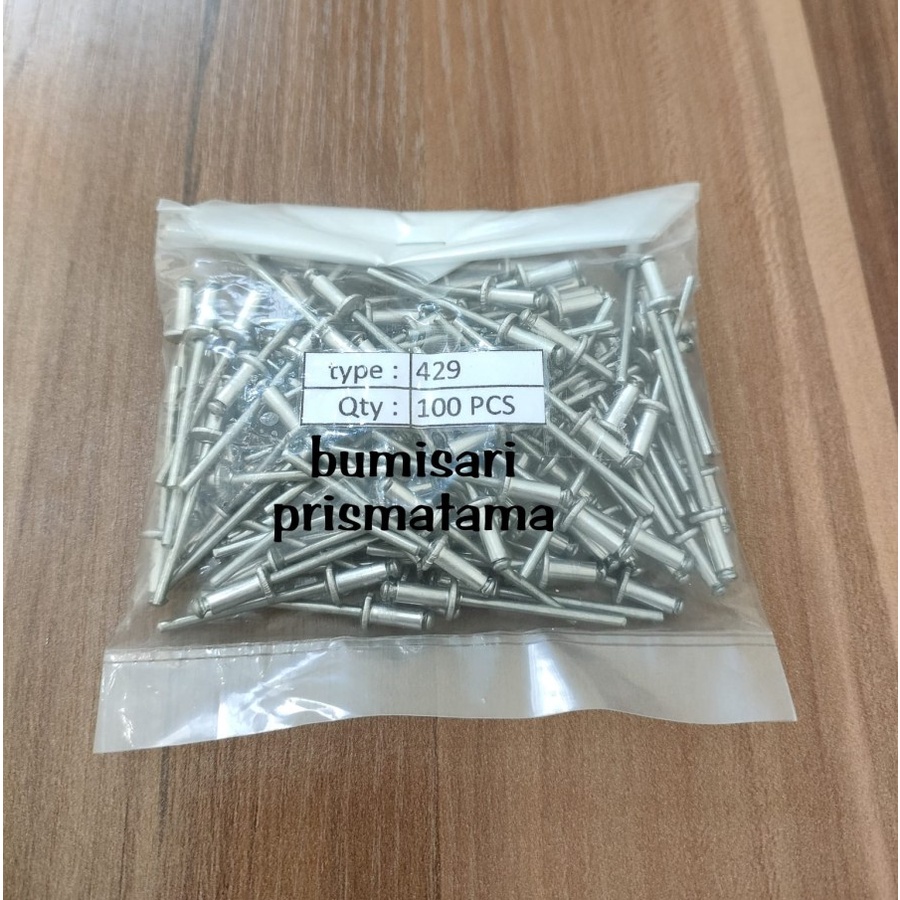 type : 429
Qty : 100 PCS
bumisari
prismatama